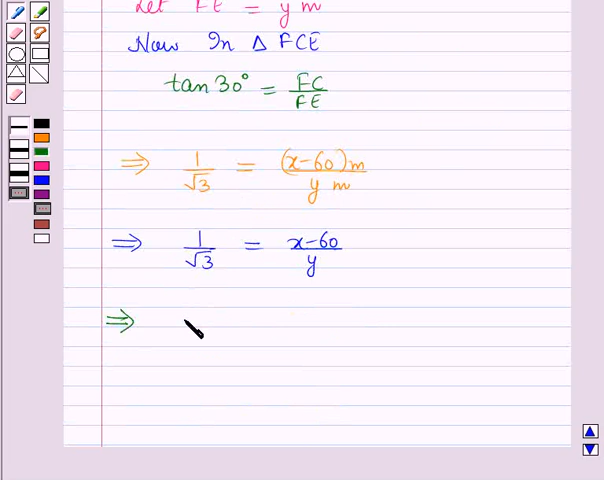 Let FE = y m
Now In Δ FCE
tan 30° = FC/FE
⇒ 1/√3 = (x-60)m/y m
⇒ 1/√3 = x-60/y
⇒